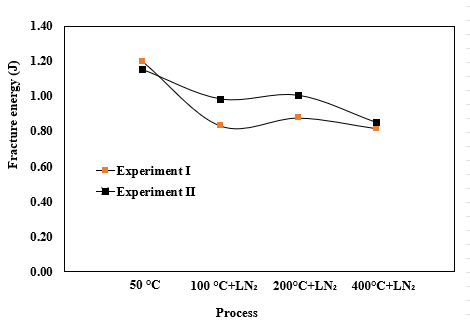 1.40
1.20
1.00
0.80
0.60
0.40
0.20
0.00
Fracture energy (J)
Experiment I
Experiment II
50 °C
100 °C+LN₂
200°C+LN₂
400°C+LN₂
Process